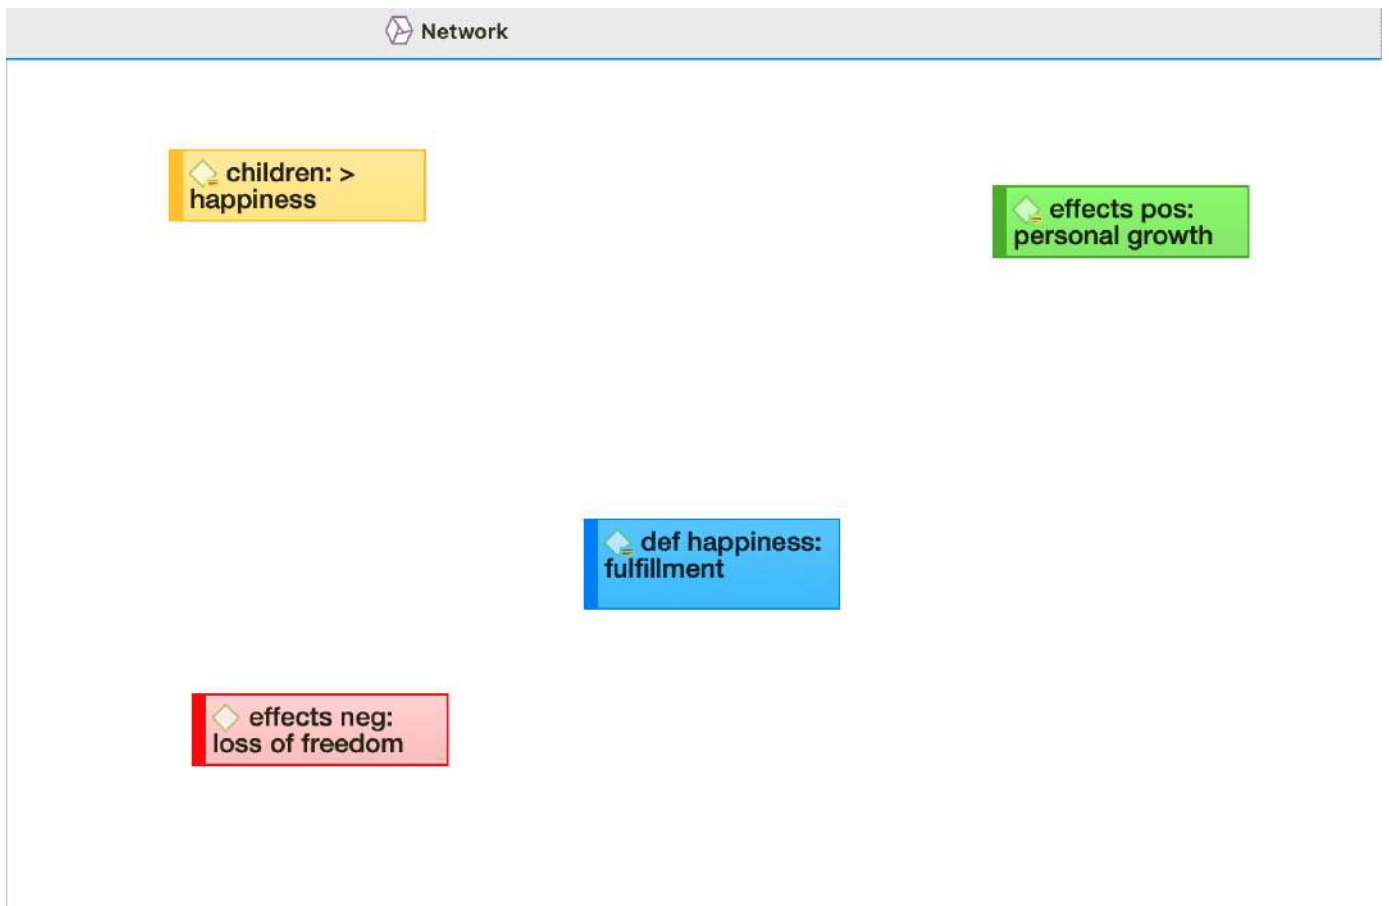 Network
children: >
happiness
effects pos:
personal growth
def happiness:
fulfillment
effects neg:
loss of freedom